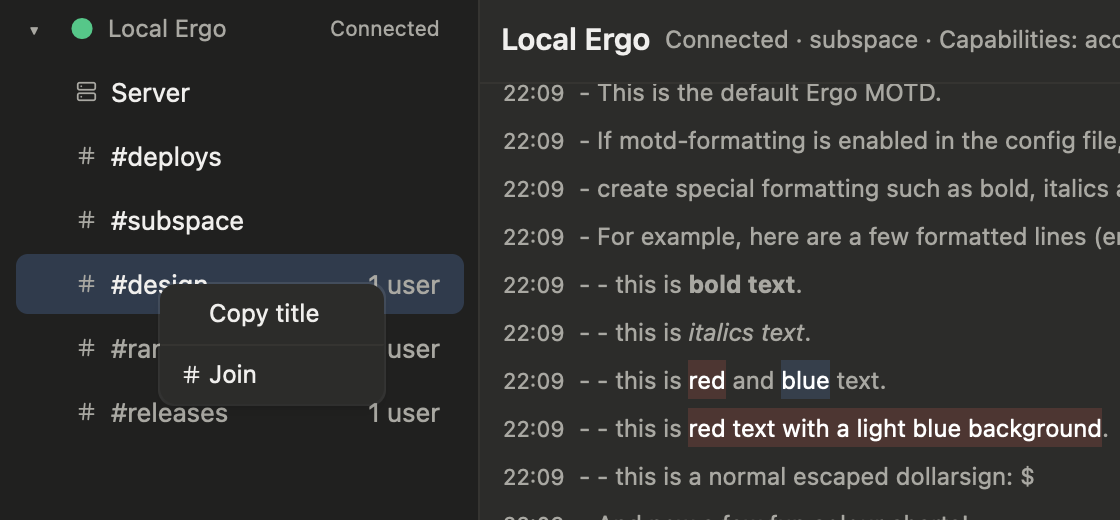 ▾ Local Ergo Connected
Server
# #deploys
# #subspace
# #design 1 user
Copy title
# user
# Join
# #releases 1 user
Local Ergo Connected · subspace · Capabilities:
22:09 - This is the default Ergo MOTD.
22:09 - If motd-formatting is enabled in the config file,
22:09 - create special formatting such as bold, italics
22:09 - For example, here are a few formatted lines
22:09 - - this is bold text.
22:09 - - this is italics text.
22:09 - - this is red and blue text.
22:09 - - this is red text with a light blue background.
22:09 - - this is a normal escaped dollarsign: $